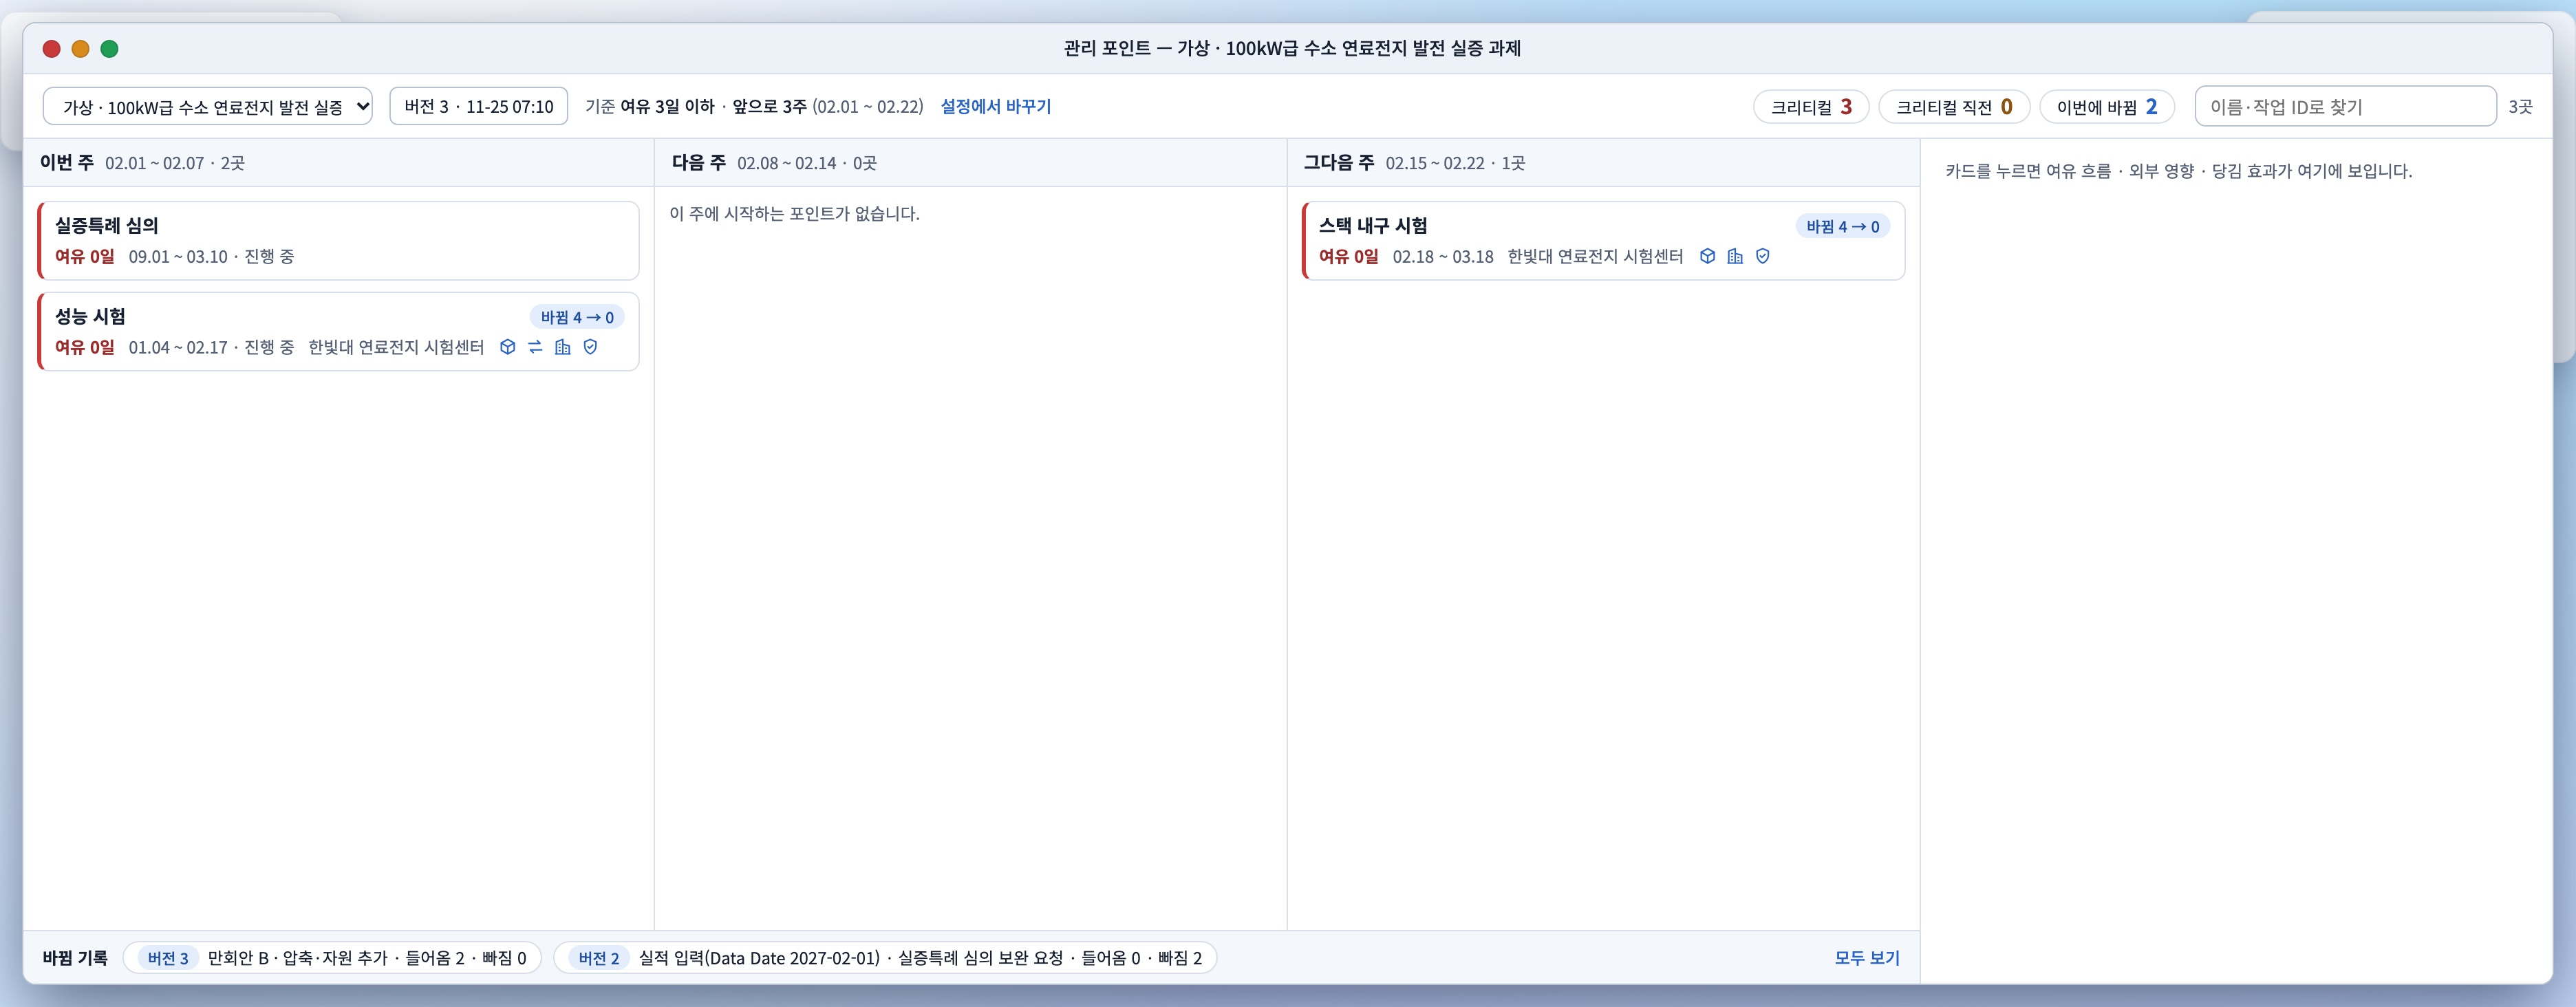 관리 포인트 — 가상 · 100kW급 수소 연료전지 발전 실증 과제
가상 · 100kW급 수소 연료전지 발전 실증
버전 3 · 11-25 07:10
기준 여유 3일 이하 · 앞으로 3주 (02.01 ~ 02.22) 설정에서 바꾸기
크리티컬 3
크리티컬 직전 0
이번에 바뀜 2
이름·작업 ID로 찾기
3곳
이번 주 02.01 ~ 02.07 · 2곳
실증특례 심의
여유 0일 09.01 ~ 03.10 · 진행 중
성능 시험
바뀜 4 → 0
여유 0일 01.04 ~ 02.17 · 진행 중 한빛대 연료전지 시험센터
다음 주 02.08 ~ 02.14 · 0곳
이 주에 시작하는 포인트가 없습니다.
그다음 주 02.15 ~ 02.22 · 1곳
스택 내구 시험
바뀜 4 → 0
여유 0일 02.18 ~ 03.18 한빛대 연료전지 시험센터
카드를 누르면 여유 흐름 · 외부 영향 · 당김 효과가 여기에 보입니다.
바뀜 기록
버전 3 만회안 B · 압축·자원 추가 · 들어옴 2 · 빠짐 0
버전 2 실적 입력(Data Date 2027-02-01) · 실증특례 심의 보완 요청 · 들어옴 0 · 빠짐 2
모두 보기